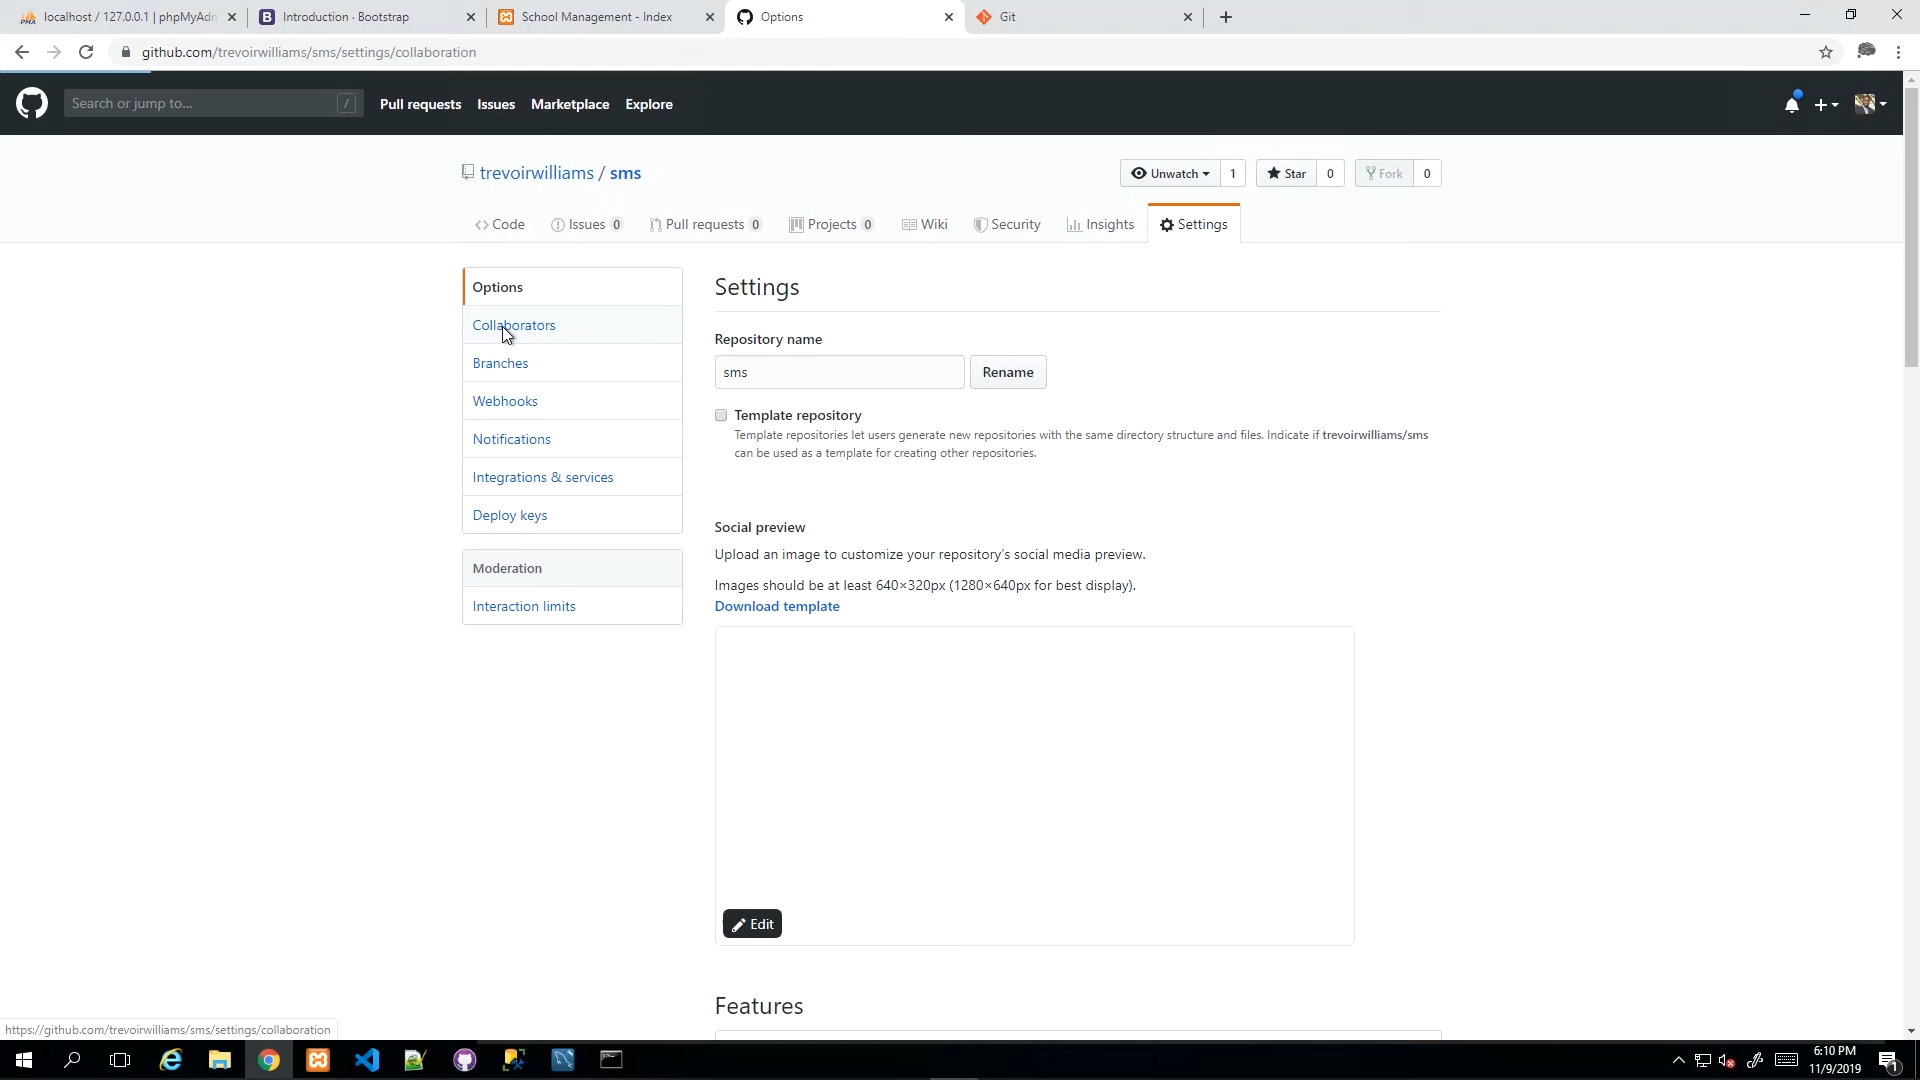 localhost / 127.0.0.1 | phpMyAdm
Introduction · Bootstrap
School Management - Index
Options
Git
github.com/trevoirwilliams/sms/settings/collaboration
Search or jump to...
/
Pull requests
Issues
Marketplace
Explore
trevoirwilliams / sms
Unwatch
1
Star
0
Fork
0
Code
Issues 0
Pull requests 0
Projects 0
Wiki
Security
Insights
Settings
Options
Collaborators
Branches
Webhooks
Notifications
Integrations & services
Deploy keys
Moderation
Interaction limits
Settings
Repository name
sms
Rename
Template repository
Template repositories let users generate new repositories with the same directory structure and files. Indicate if trevoirwilliams/sms
can be used as a template for creating other repositories.
Social preview
Upload an image to customize your repository's social media preview.
Images should be at least 640×320px (1280×640px for best display).
Download template
Edit
Features
https://github.com/trevoirwilliams/sms/settings/collaboration
6:10 PM
11/9/2019
1